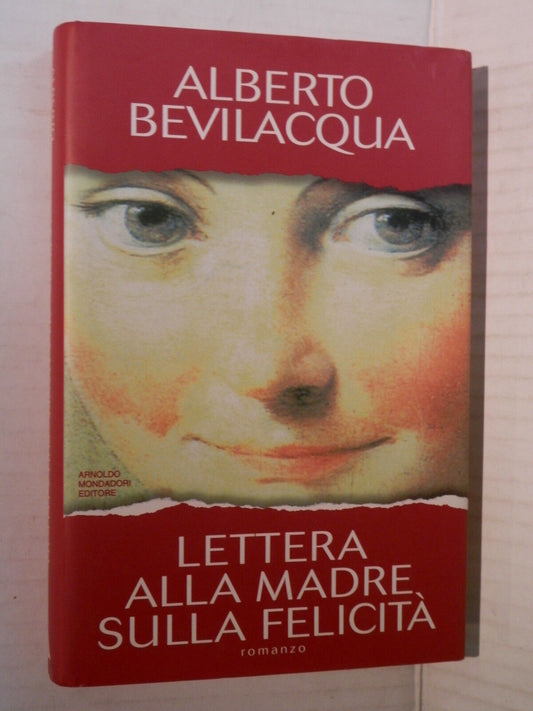 ALBERTO
BEVILACQUA
ARNOLDO
MONDADORI
EDITORE
LETTERA
ALLA MADRE
SULLA FELICITÀ
romanzo